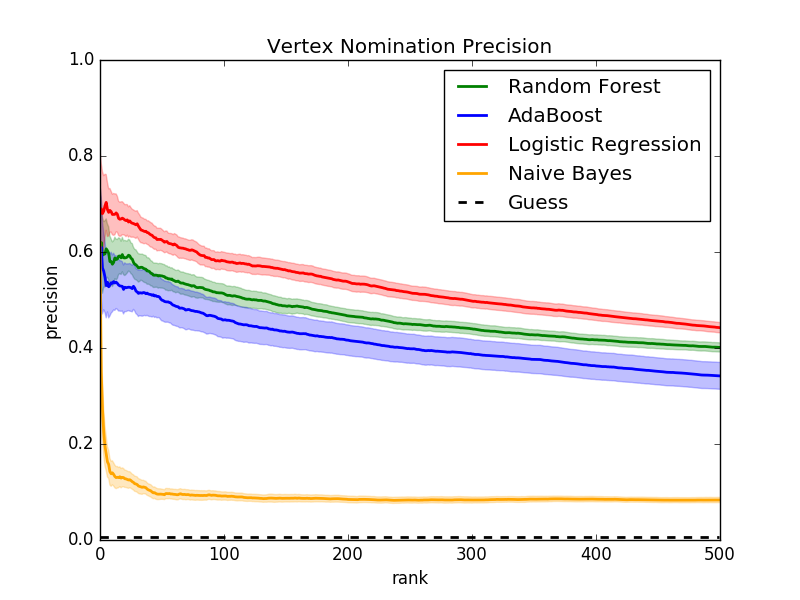 Vertex Nomination Precision
1.0
0.8
0.6
0.4
0.2
0.0
precision
Random Forest
AdaBoost
Logistic Regression
Naive Bayes
Guess
0 100 200 300 400 500
rank